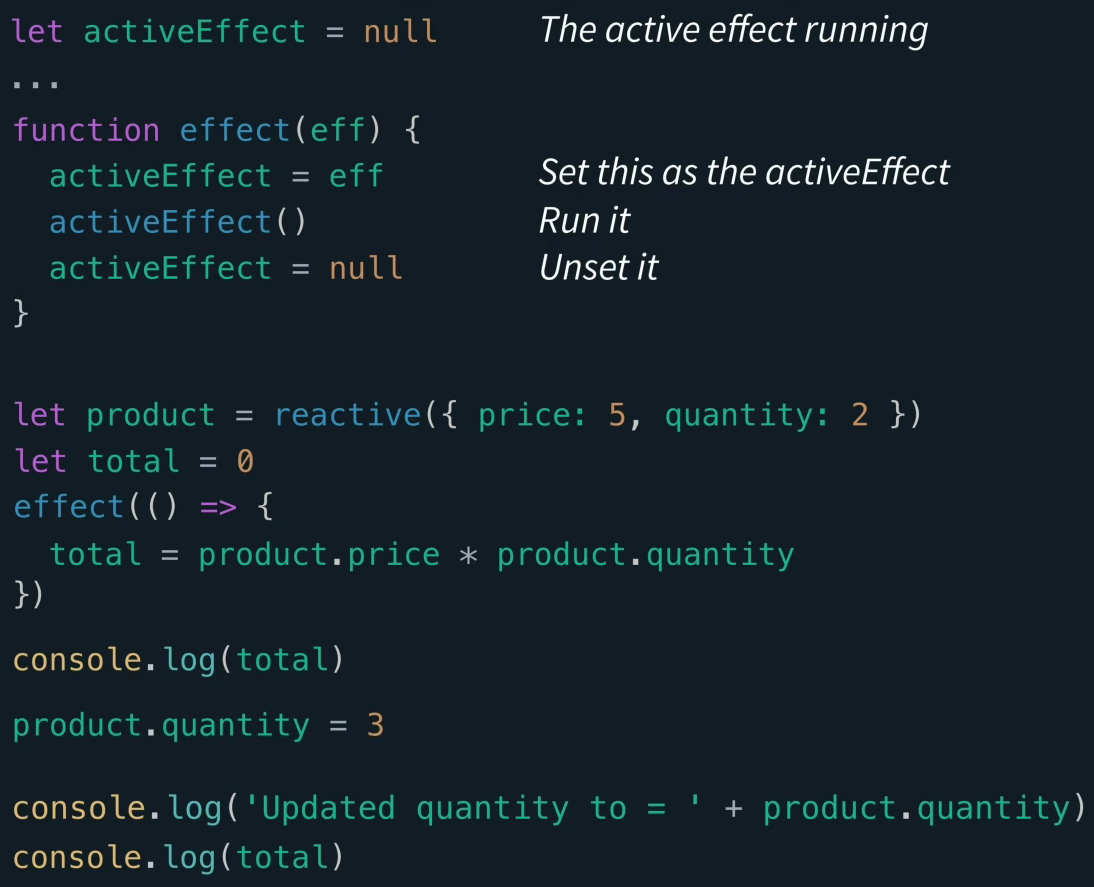 let activeEffect = null The active effect running
...
function effect(eff) {
activeEffect = eff Set this as the activeEffect
activeEffect() Run it
activeEffect = null Unset it
}
let product = reactive({ price: 5, quantity: 2 })
let total = 0
effect(() => {
total = product.price * product.quantity
})
console.log(total)
product.quantity = 3
console.log('Updated quantity to = ' + product.quantity)
console.log(total)